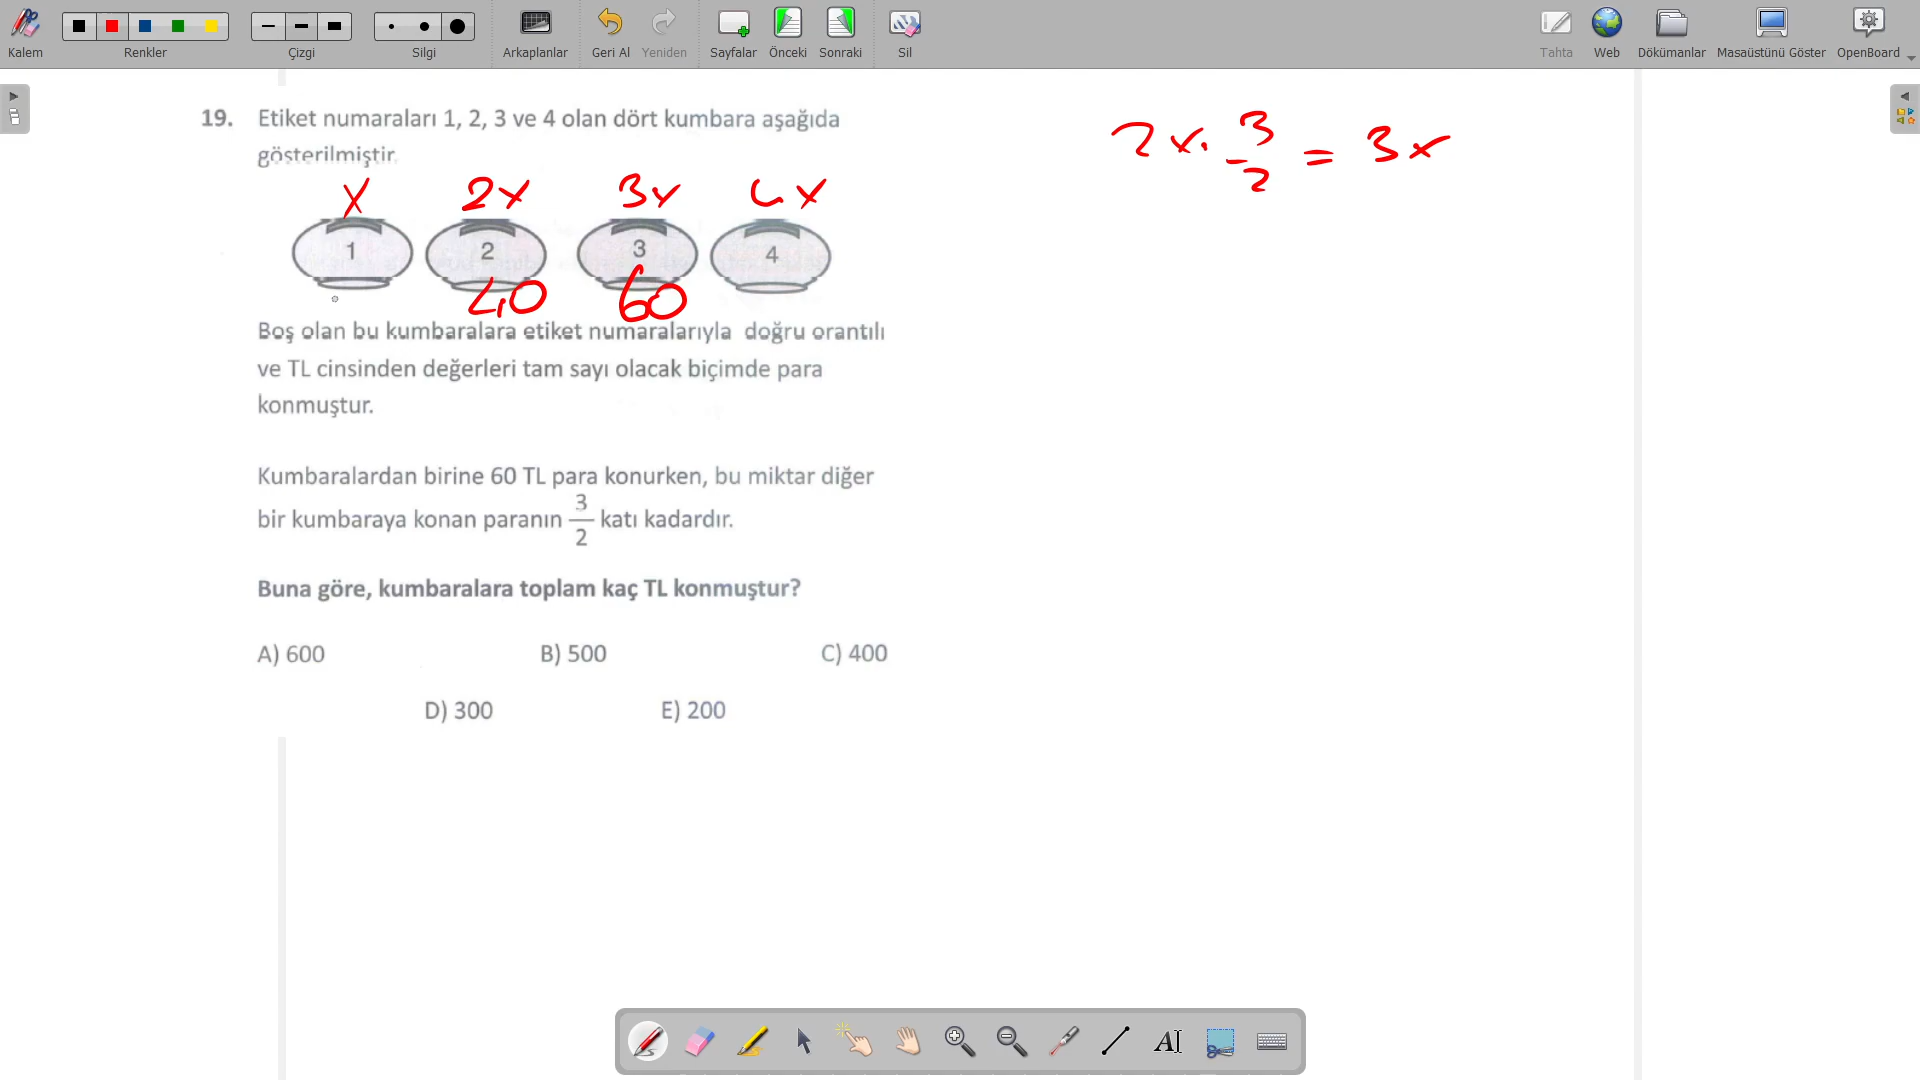 Kalem
Renkler
Çizgi
Silgi
Arkaplanlar
Geri Al
Yeniden
Sayfalar
Önceki
Sonraki
Sil
Tahta
Web
Dökümanlar
Masaüstünü Göster
OpenBoard
19. Etiket numaraları 1, 2, 3 ve 4 olan dört kumbara aşağıda
gösterilmiştir.
2x · 3/2 = 3x
x 2x 3x 4x
1 2 3 4
40 60
Boş olan bu kumbaralara etiket numaralarıyla doğru orantılı
ve TL cinsinden değerleri tam sayı olacak biçimde para
konmuştur.
Kumbaralardan birine 60 TL para konurken, bu miktar diğer
bir kumbaraya konan paranın 3/2 katı kadardır.
Buna göre, kumbaralara toplam kaç TL konmuştur?
A) 600 B) 500 C) 400
D) 300 E) 200